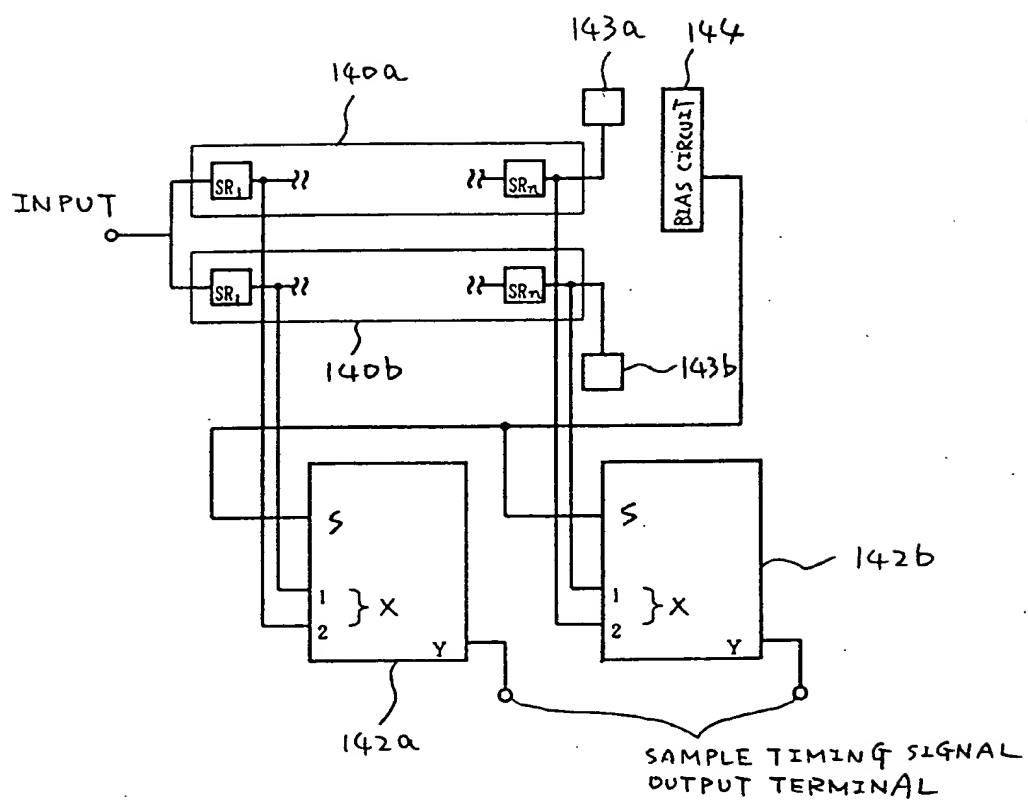 143a
144
140a
BIAS CIRCUIT
SR1
SRn
INPUT
SR1
SRn
140b
143b
S
S
142b
1
} X
2
1
} X
2
Y
Y
142a
SAMPLE TIMING SIGNAL
OUTPUT TERMINAL